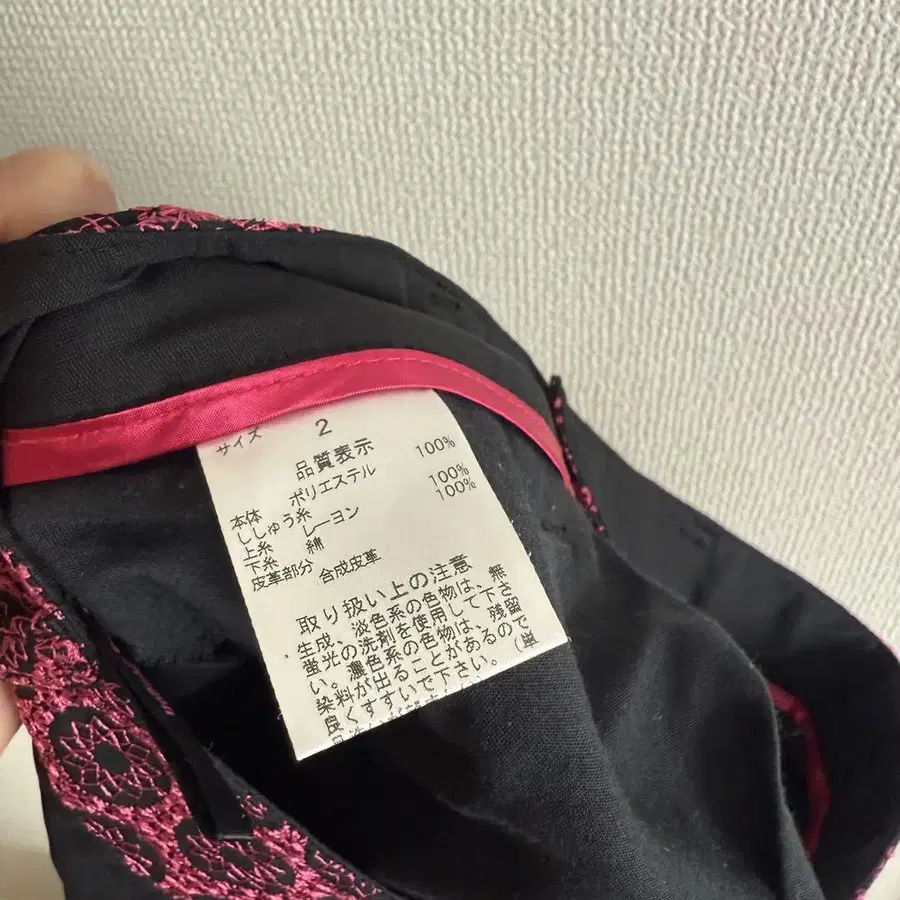 サイズ 2
品質表示
本体 ポリエステル 100%
ししゅう糸
上糸 レーヨン 100%
下糸 綿 100%
皮革部分 合成皮革
取り扱い上の注意
生成、淡色系の色物は、無
蛍光の洗剤を使用して下さ
い。濃色系の色物は、残留
染料が出ることがあるので
良くすすいで下さい。(単